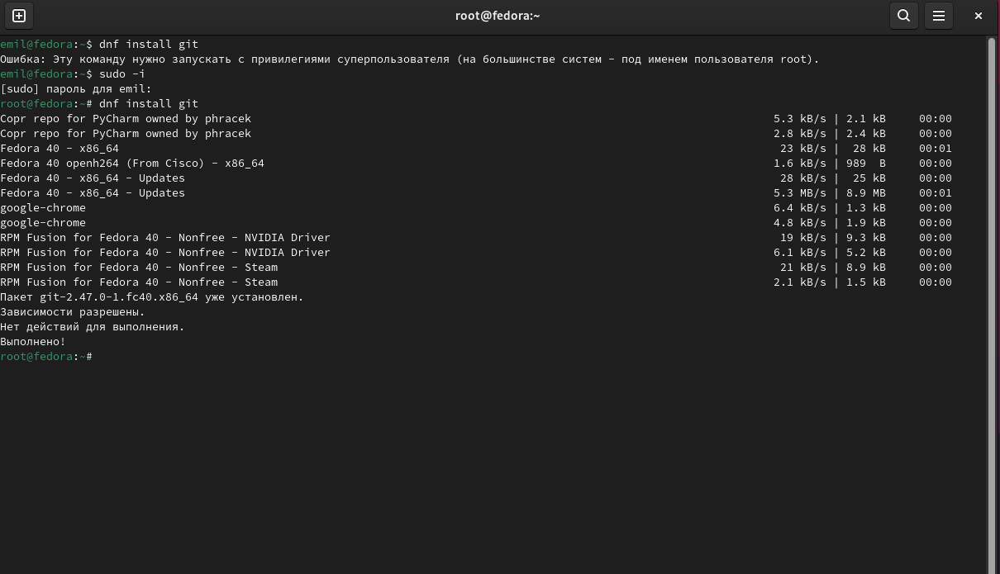 root@fedora:~
emil@fedora:~$ dnf install git
Ошибка: Эту команду нужно запускать с привилегиями суперпользователя (на большинстве систем - под именем пользователя root).
emil@fedora:~$ sudo -i
[sudo] пароль для emil:
root@fedora:~# dnf install git
Copr repo for PyCharm owned by phracek 5.3 kB/s | 2.1 kB 00:00
Copr repo for PyCharm owned by phracek 2.8 kB/s | 2.4 kB 00:00
Fedora 40 - x86_64 23 kB/s | 28 kB 00:01
Fedora 40 openh264 (From Cisco) - x86_64 1.6 kB/s | 989 B 00:00
Fedora 40 - x86_64 - Updates 28 kB/s | 25 kB 00:00
Fedora 40 - x86_64 - Updates 5.3 MB/s | 8.9 MB 00:01
google-chrome 6.4 kB/s | 1.3 kB 00:00
google-chrome 4.8 kB/s | 1.9 kB 00:00
RPM Fusion for Fedora 40 - Nonfree - NVIDIA Driver 19 kB/s | 9.3 kB 00:00
RPM Fusion for Fedora 40 - Nonfree - NVIDIA Driver 6.1 kB/s | 5.2 kB 00:00
RPM Fusion for Fedora 40 - Nonfree - Steam 21 kB/s | 8.9 kB 00:00
RPM Fusion for Fedora 40 - Nonfree - Steam 2.1 kB/s | 1.5 kB 00:00
Пакет git-2.47.0-1.fc40.x86_64 уже установлен.
Зависимости разрешены.
Нет действий для выполнения.
Выполнено!
root@fedora:~#